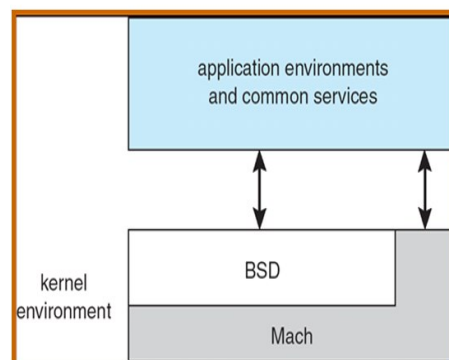 application environments
and common services
BSD
kernel
environment
Mach